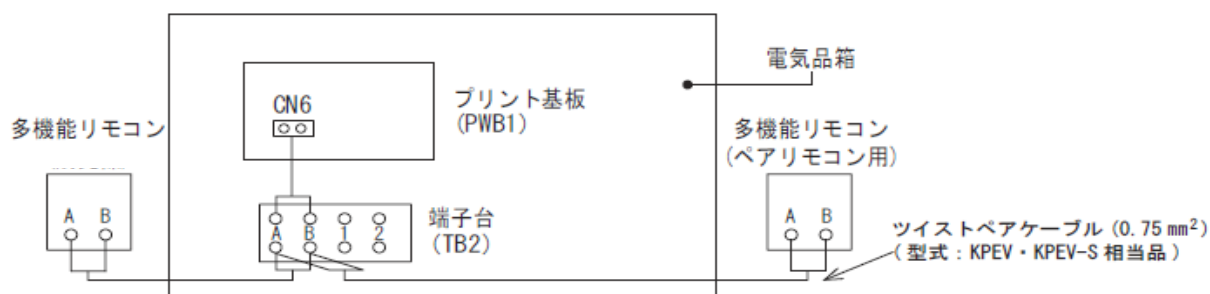 電気品箱
CN6
プリント基板
(PWB1)
多機能リモコン
多機能リモコン
(ペアリモコン用)
A B
A B 1 2
端子台
(TB2)
A B
ツイストペアケーブル (0.75 mm²)
( 型式:KPEV・KPEV-S 相当品 )